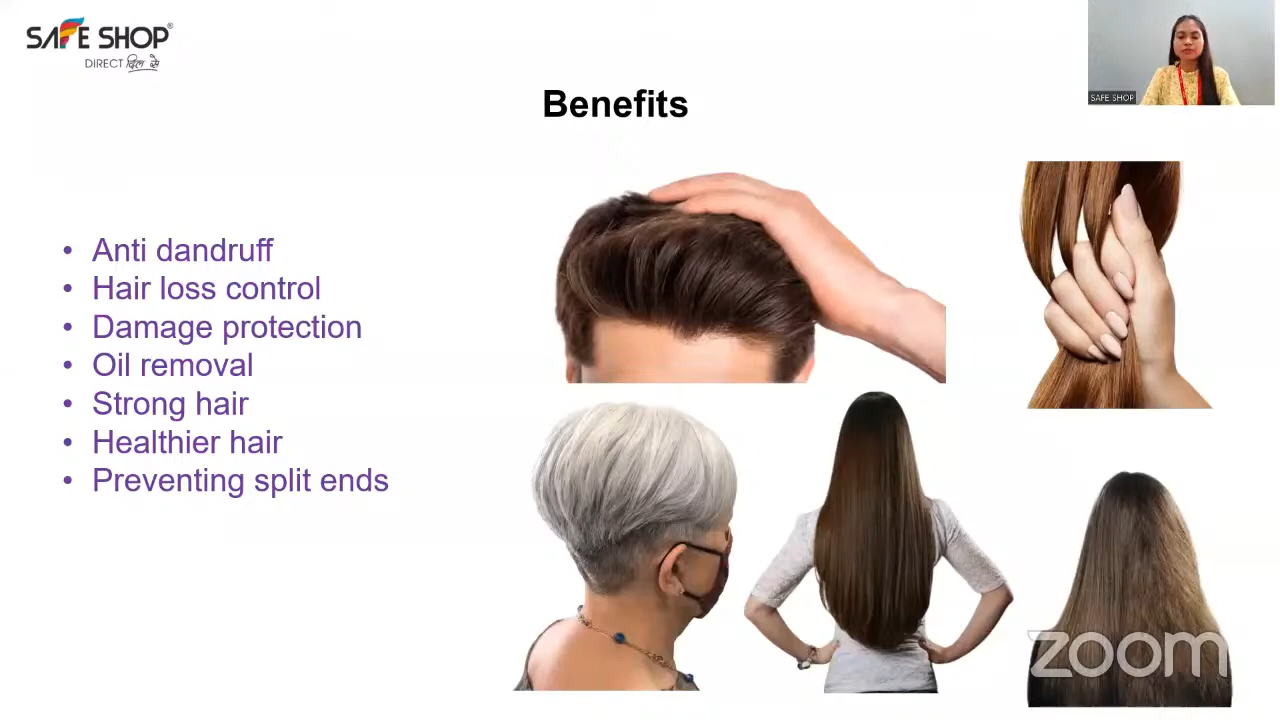 SAFE SHOP®
DIRECT दिल से
SAFE SHOP
Benefits
• Anti dandruff
• Hair loss control
• Damage protection
• Oil removal
• Strong hair
• Healthier hair
• Preventing split ends
zoom